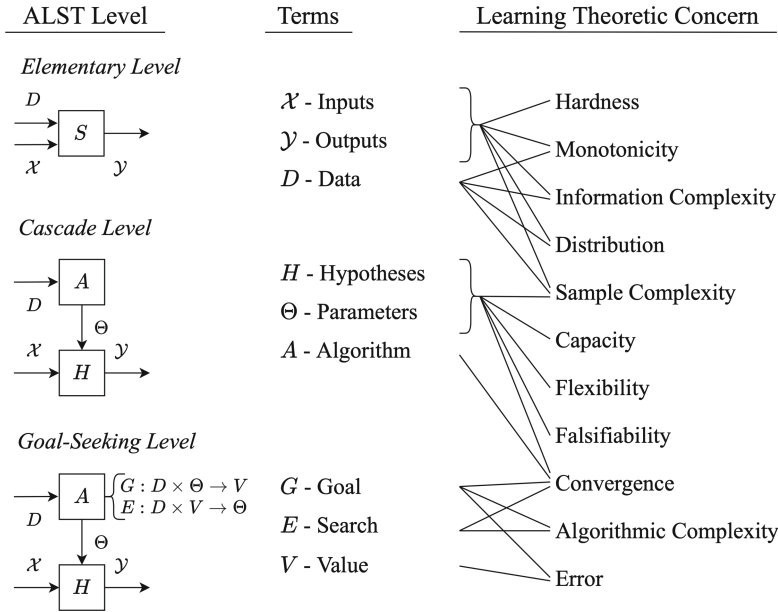 ALST Level
Terms
Learning Theoretic Concern
Elementary Level
D
S
𝒳
𝒴
𝒳 - Inputs
𝒴 - Outputs
D - Data
Hardness
Monotonicity
Information Complexity
Distribution
Sample Complexity
Cascade Level
A
D
Θ
𝒳
𝒴
H
H - Hypotheses
Θ - Parameters
A - Algorithm
Capacity
Flexibility
Falsifiability
Convergence
Goal-Seeking Level
A
G : D × Θ → V
E : D × V → Θ
D
Θ
𝒳
𝒴
H
G - Goal
E - Search
V - Value
Algorithmic Complexity
Error